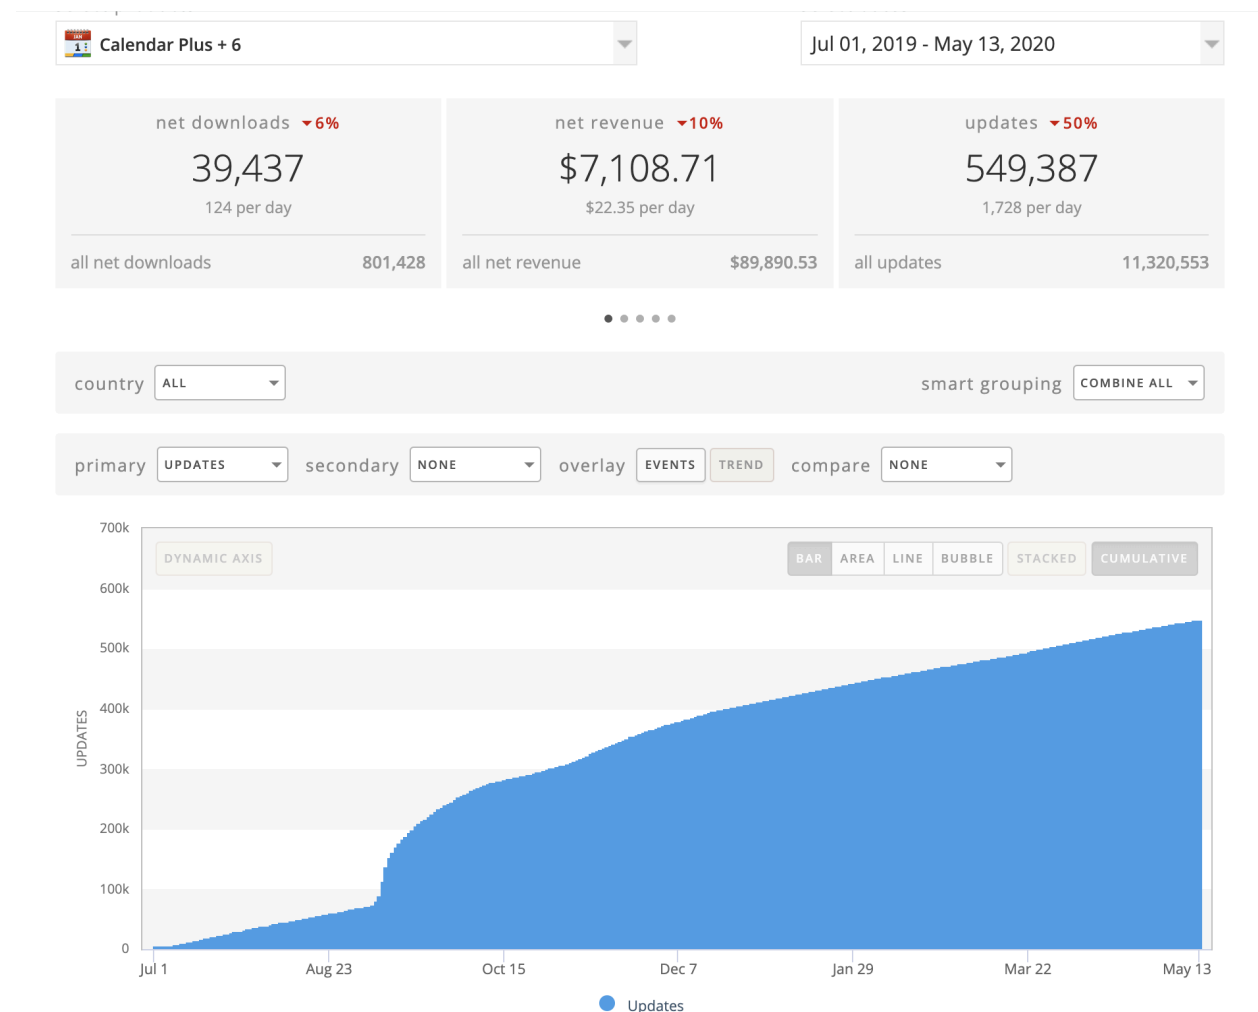 Calendar Plus + 6
Jul 01, 2019 - May 13, 2020
net downloads 6%
39,437
124 per day
all net downloads 801,428
net revenue 10%
$7,108.71
$22.35 per day
all net revenue $89,890.53
updates 50%
549,387
1,728 per day
all updates 11,320,553
country ALL
smart grouping COMBINE ALL
primary UPDATES secondary NONE overlay EVENTS TREND compare NONE
DYNAMIC AXIS
BAR AREA LINE BUBBLE STACKED CUMULATIVE
UPDATES
700k
600k
500k
400k
300k
200k
100k
0
Jul 1 Aug 23 Oct 15 Dec 7 Jan 29 Mar 22 May 13
Updates